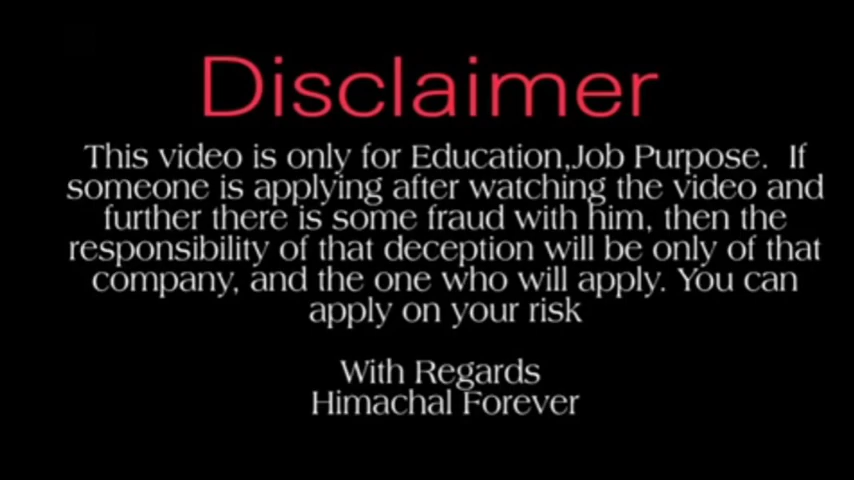 Disclaimer
This video is only for Education,Job Purpose. If
someone is applying after watching the video and
further there is some fraud with him, then the
responsibility of that deception will be only of that
company, and the one who will apply. You can
apply on your risk
With Regards
Himachal Forever